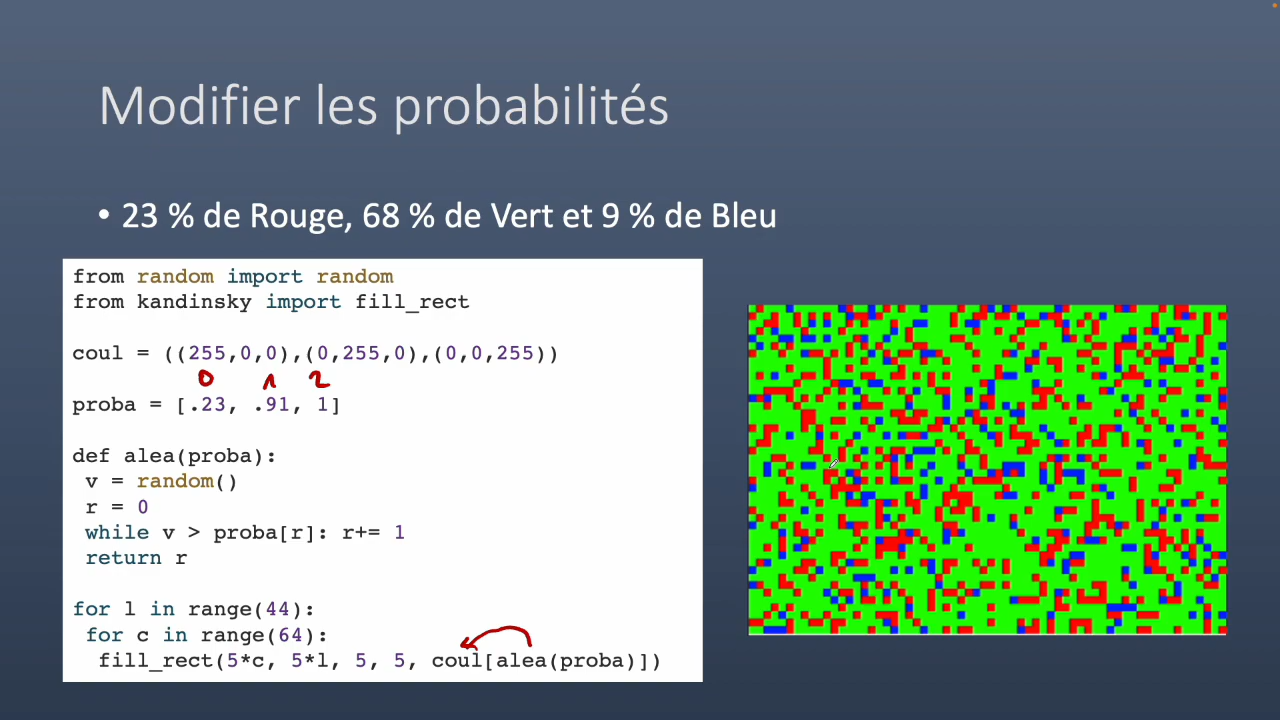 Modifier les probabilités
• 23 % de Rouge, 68 % de Vert et 9 % de Bleu
from random import random
from kandinsky import fill_rect
coul = ((255,0,0),(0,255,0),(0,0,255))
0 1 2
proba = [.23, .91, 1]
def alea(proba):
v = random()
r = 0
while v > proba[r]: r+= 1
return r
for l in range(44):
for c in range(64):
fill_rect(5*c, 5*l, 5, 5, coul[alea(proba)])